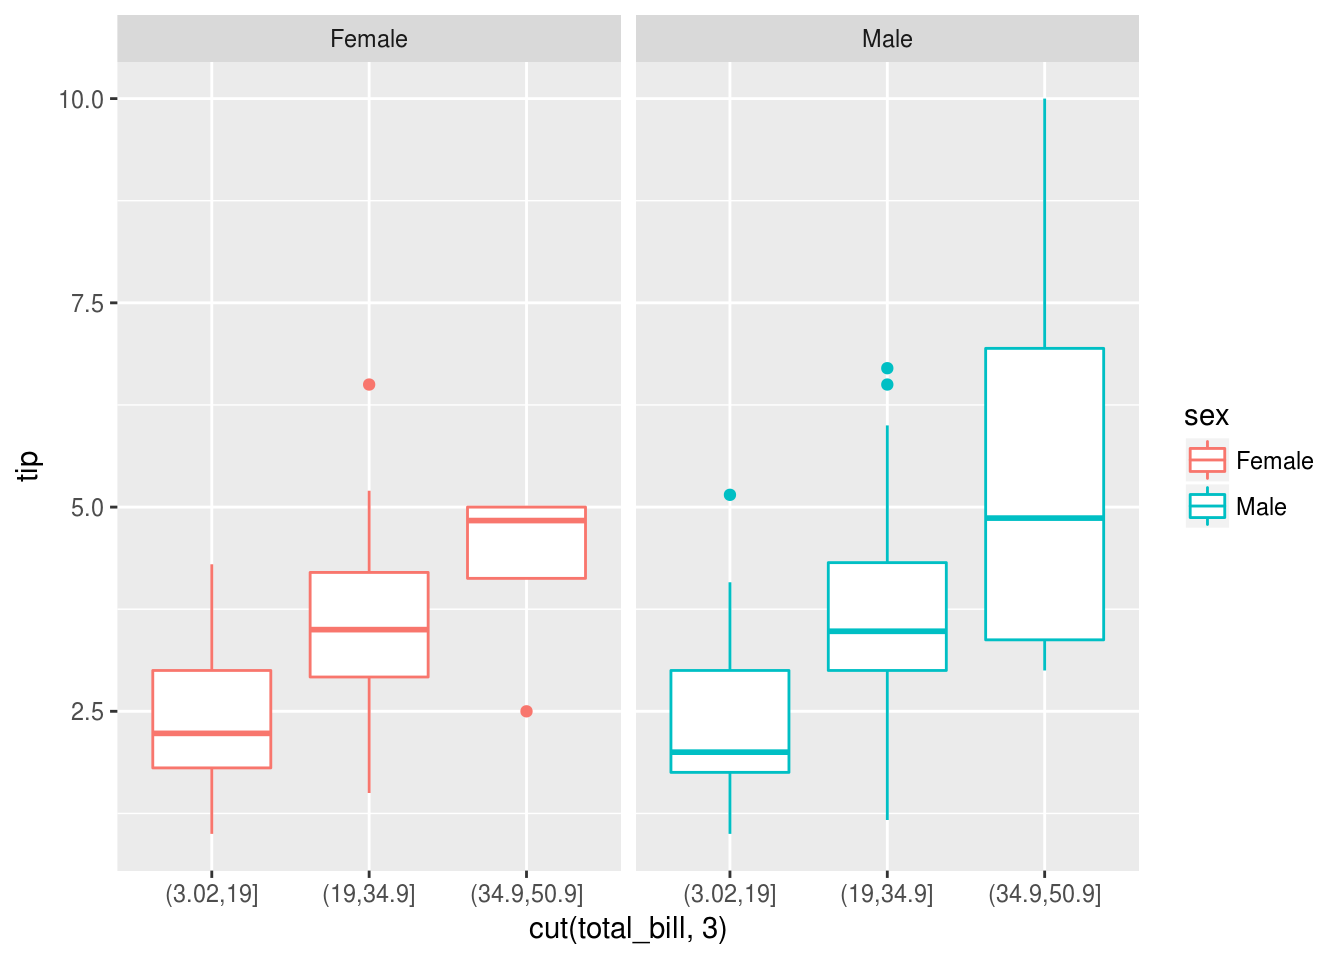 Female
Male
10.0
7.5
5.0
2.5
tip
(3.02,19]
(19,34.9]
(34.9,50.9]
(3.02,19]
(19,34.9]
(34.9,50.9]
cut(total_bill, 3)
sex
Female
Male